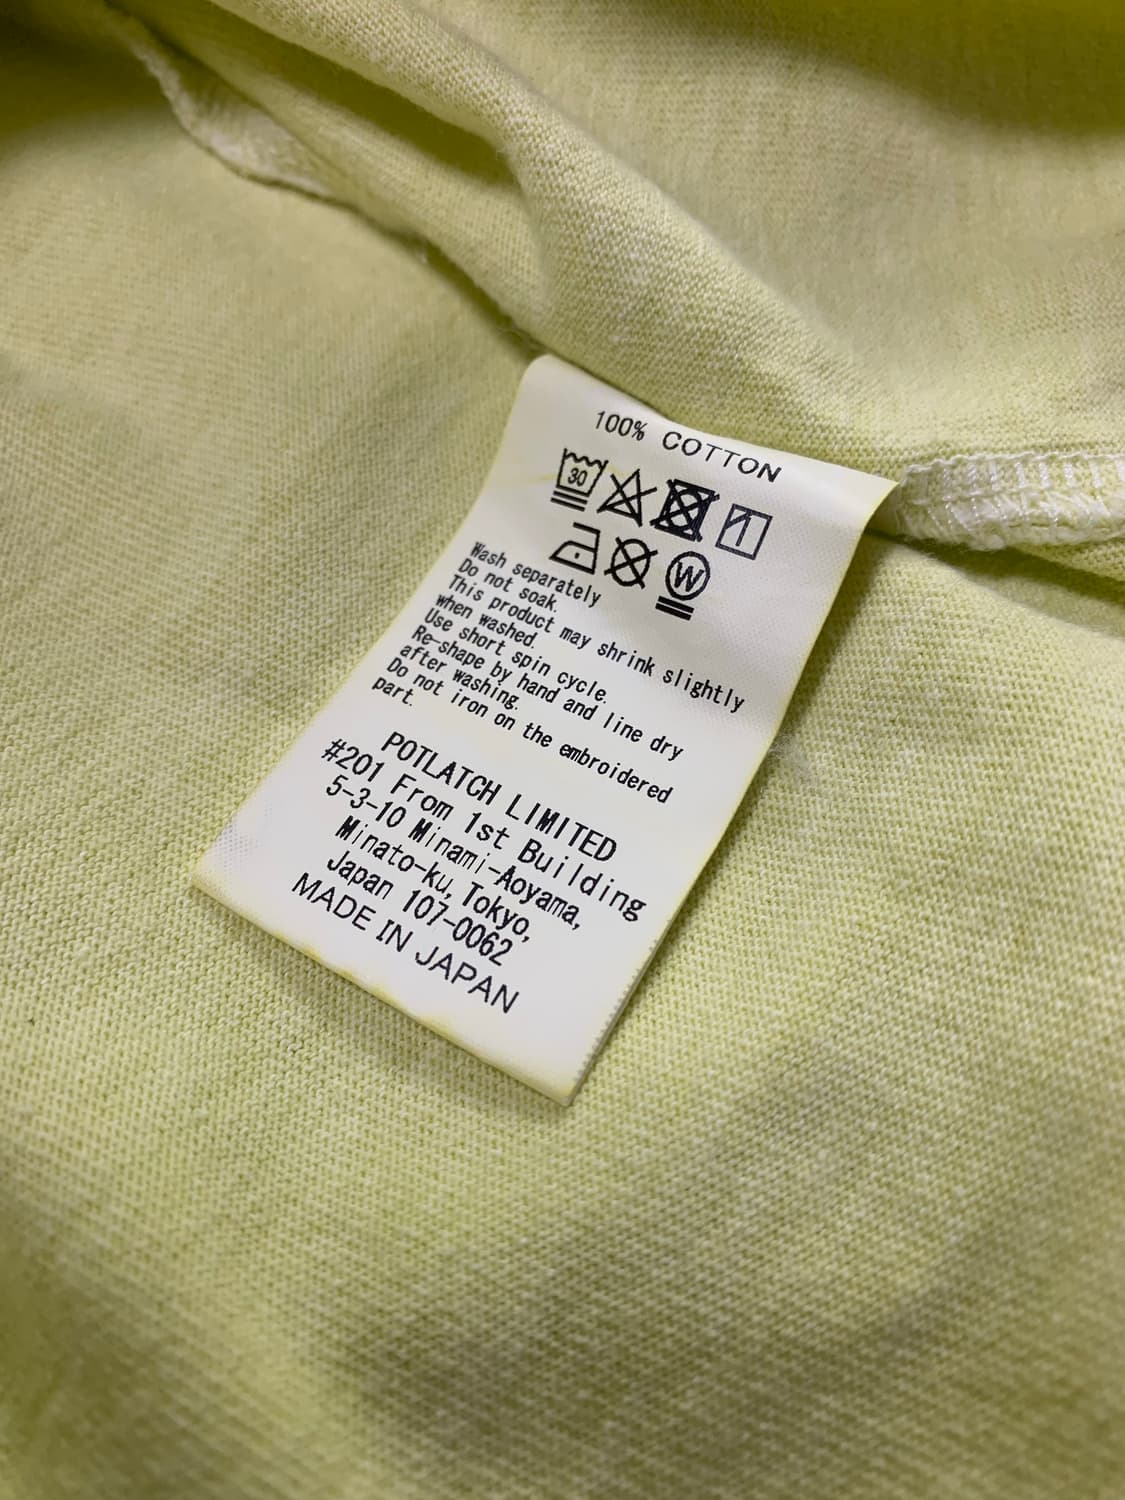 100% COTTON
30
W
Wash separately
Do not soak.
This product may shrink slightly
when washed.
Use short spin cycle.
Re-shape by hand and line dry
after washing.
Do not iron on the embroidered
part.
POTLATCH LIMITED
#201 From 1st Building
5-3-10 Minami-Aoyama,
Minato-ku, Tokyo,
Japan 107-0062
MADE IN JAPAN